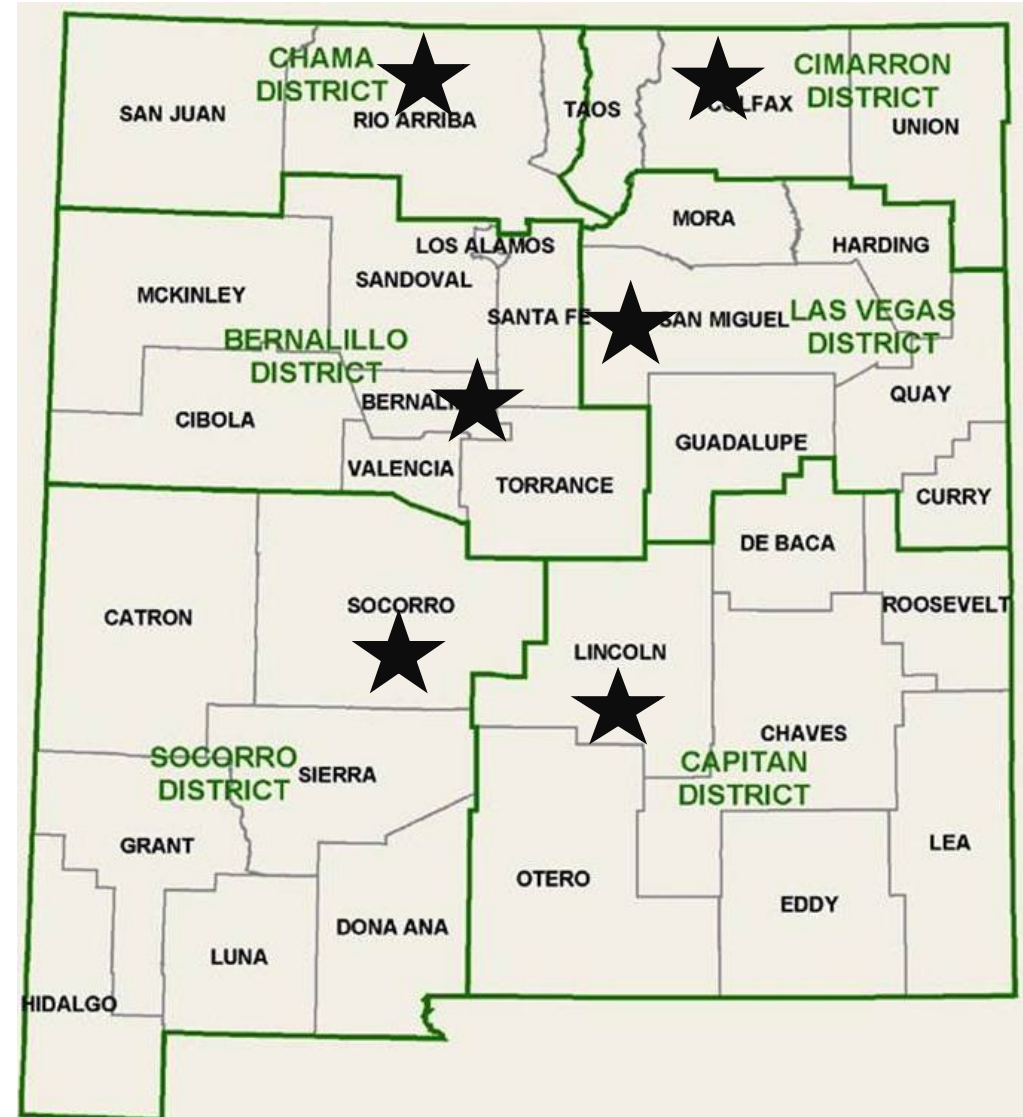 CHAMA
DISTRICT
CIMARRON
DISTRICT
SAN JUAN
RIO ARRIBA
TAOS
UNION
MORA
HARDING
LOS ALAMOS
SANDOVAL
MCKINLEY
SANTA FE
SAN MIGUEL
LAS VEGAS
DISTRICT
BERNALILLO
DISTRICT
QUAY
CIBOLA
GUADALUPE
VALENCIA
TORRANCE
CURRY
DE BACA
CATRON
SOCORRO
ROOSEVELT
LINCOLN
CHAVES
SOCORRO
DISTRICT
SIERRA
CAPITAN
DISTRICT
GRANT
LEA
OTERO
EDDY
DONA ANA
LUNA
HIDALGO